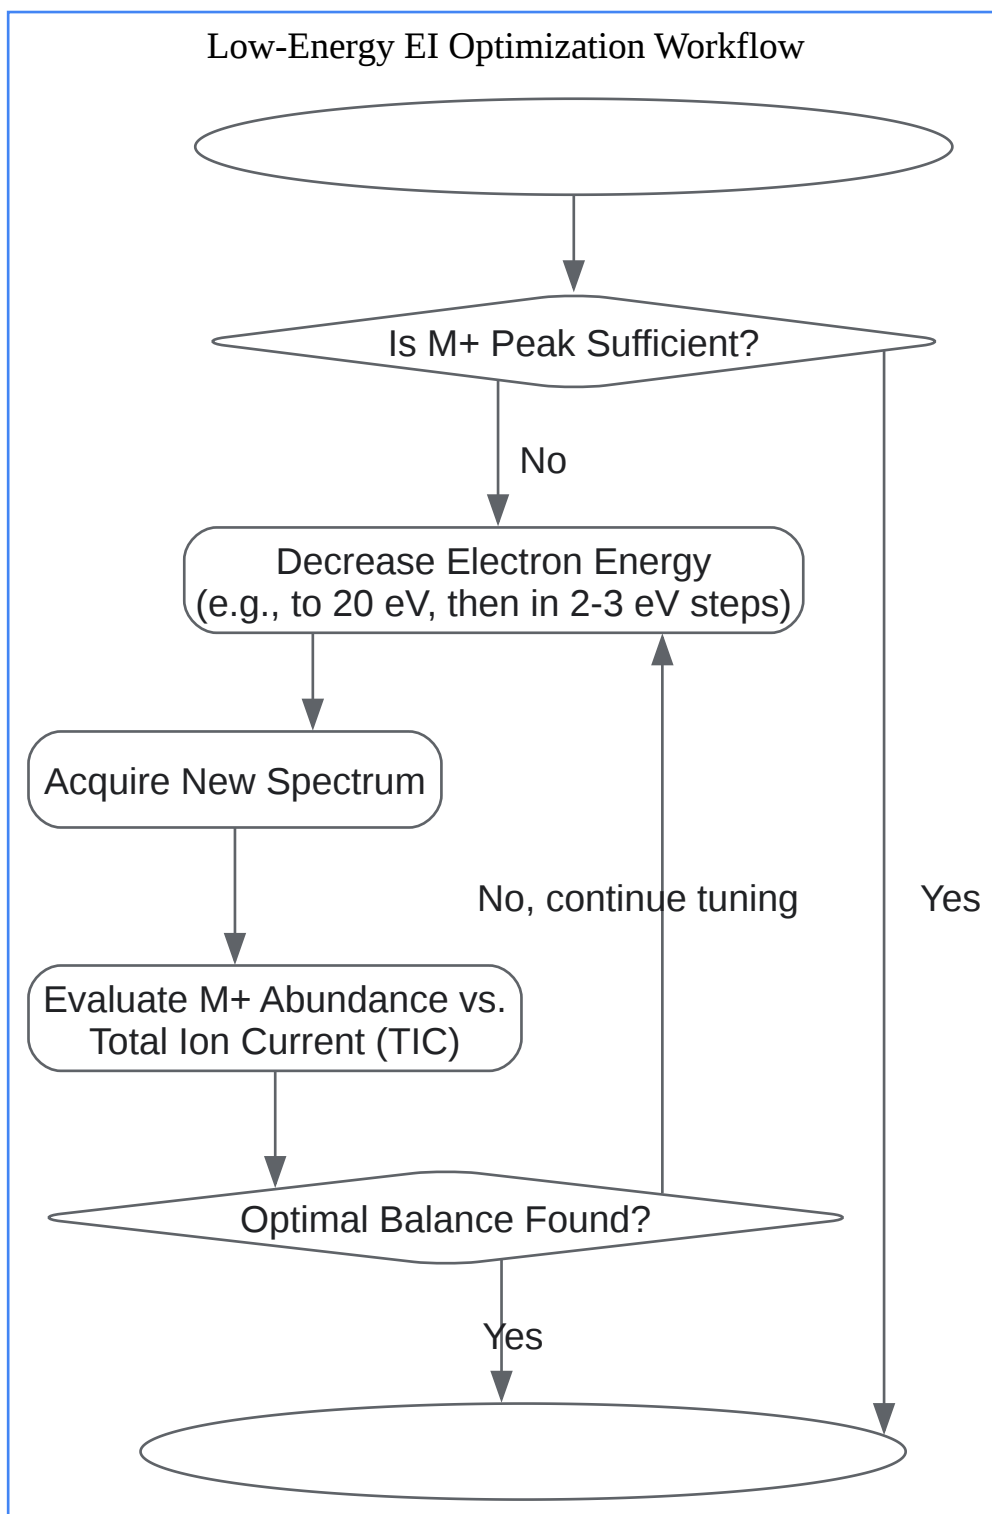 Low-Energy EI Optimization Workflow
Is M+ Peak Sufficient?
No
Decrease Electron Energy
(e.g., to 20 eV, then in 2-3 eV steps)
Acquire New Spectrum
No, continue tuning
Yes
Evaluate M+ Abundance vs.
Total Ion Current (TIC)
Optimal Balance Found?
Yes